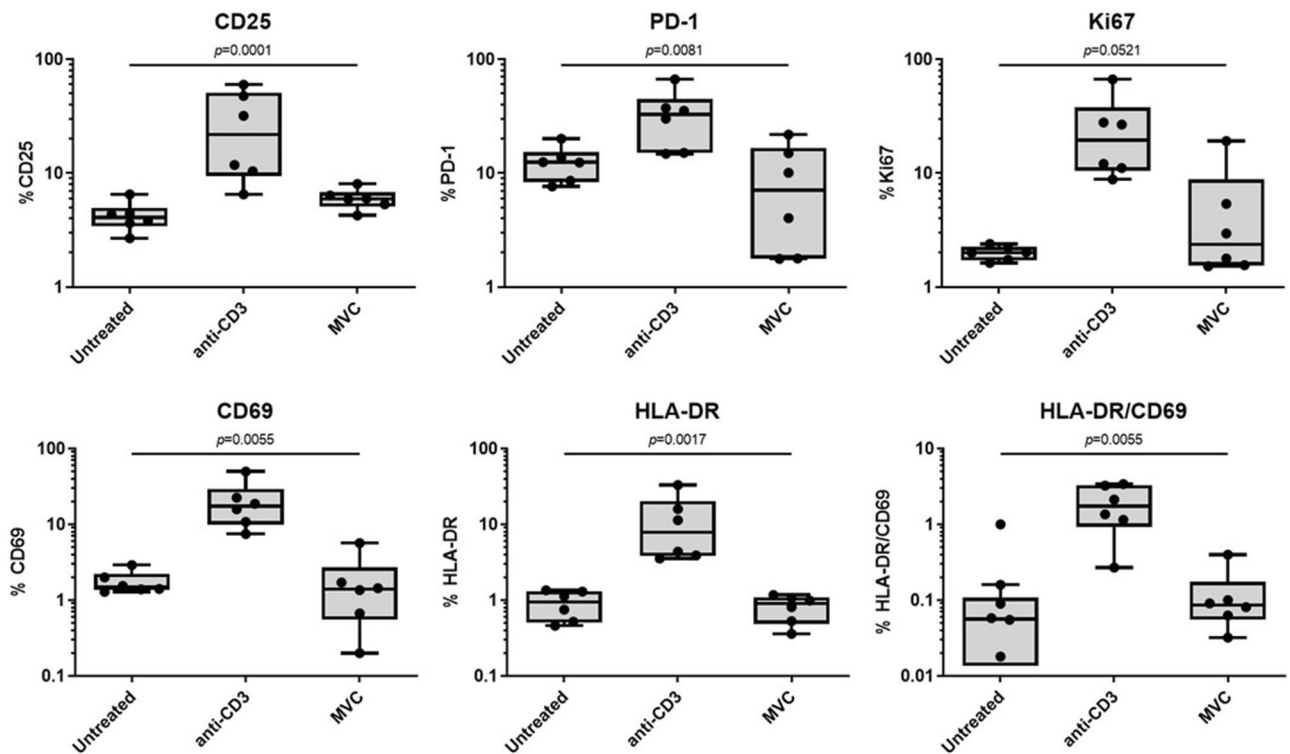 CD25
p=0.0001
% CD25
100
10
1
Untreated
anti-CD3
MVC
PD-1
p=0.0081
% PD-1
100
10
1
Untreated
anti-CD3
MVC
Ki67
p=0.0521
% Ki67
100
10
1
Untreated
anti-CD3
MVC
CD69
p=0.0055
% CD69
100
10
1
0.1
Untreated
anti-CD3
MVC
HLA-DR
p=0.0017
% HLA-DR
100
10
1
0.1
Untreated
anti-CD3
MVC
HLA-DR/CD69
p=0.0055
% HLA-DR/CD69
10
1
0.1
0.01
Untreated
anti-CD3
MVC